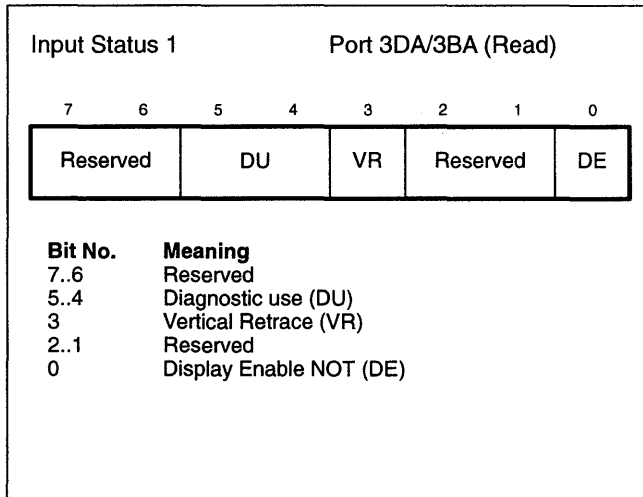 Input Status 1 Port 3DA/3BA (Read)
7 6 5 4 3 2 1 0
Reserved DU VR Reserved DE
Bit No. Meaning
7..6 Reserved
5..4 Diagnostic use (DU)
3 Vertical Retrace (VR)
2..1 Reserved
0 Display Enable NOT (DE)